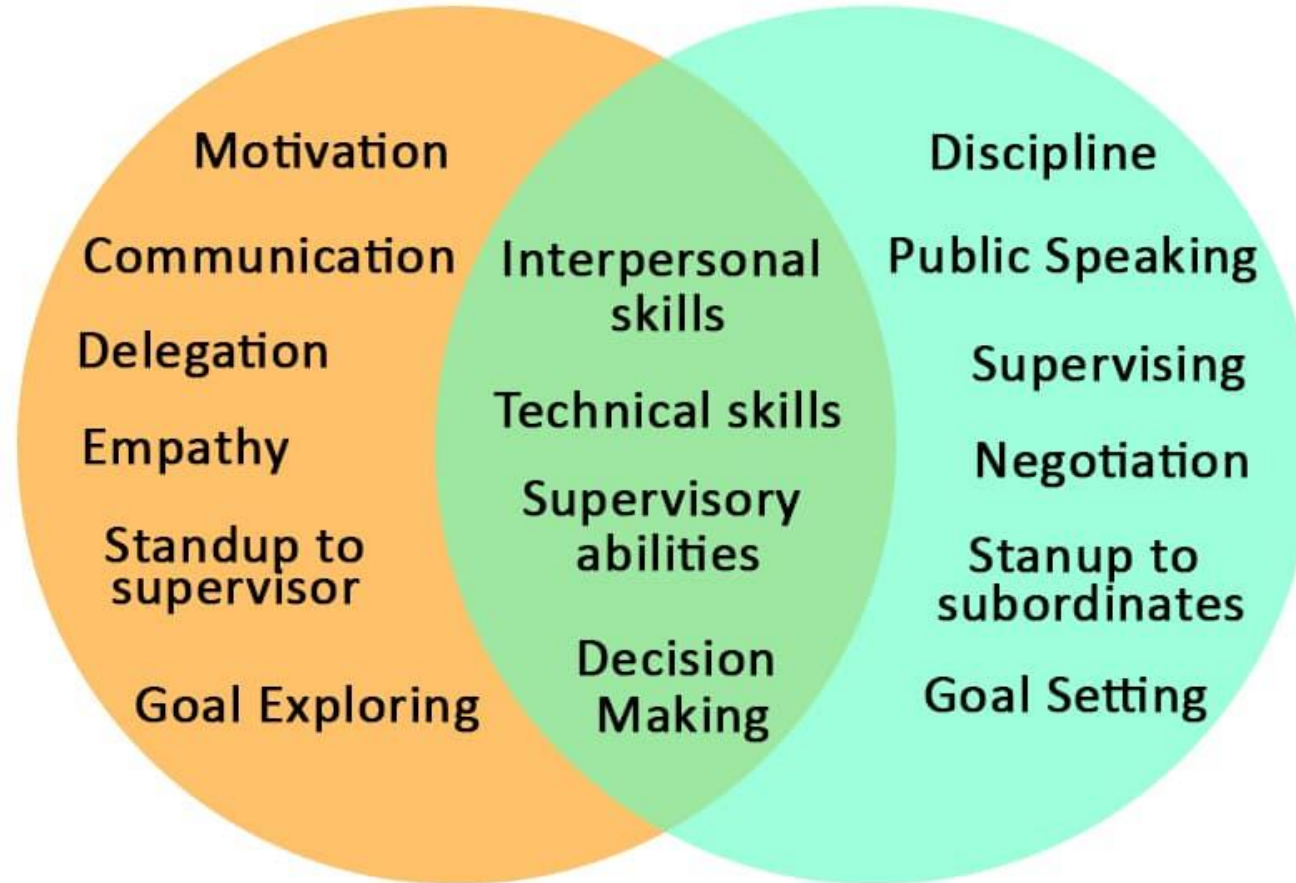 Motivation
Communication
Delegation
Empathy
Standup to
supervisor
Goal Exploring
Interpersonal
skills
Technical skills
Supervisory
abilities
Decision
Making
Discipline
Public Speaking
Supervising
Negotiation
Stanup to
subordinates
Goal Setting